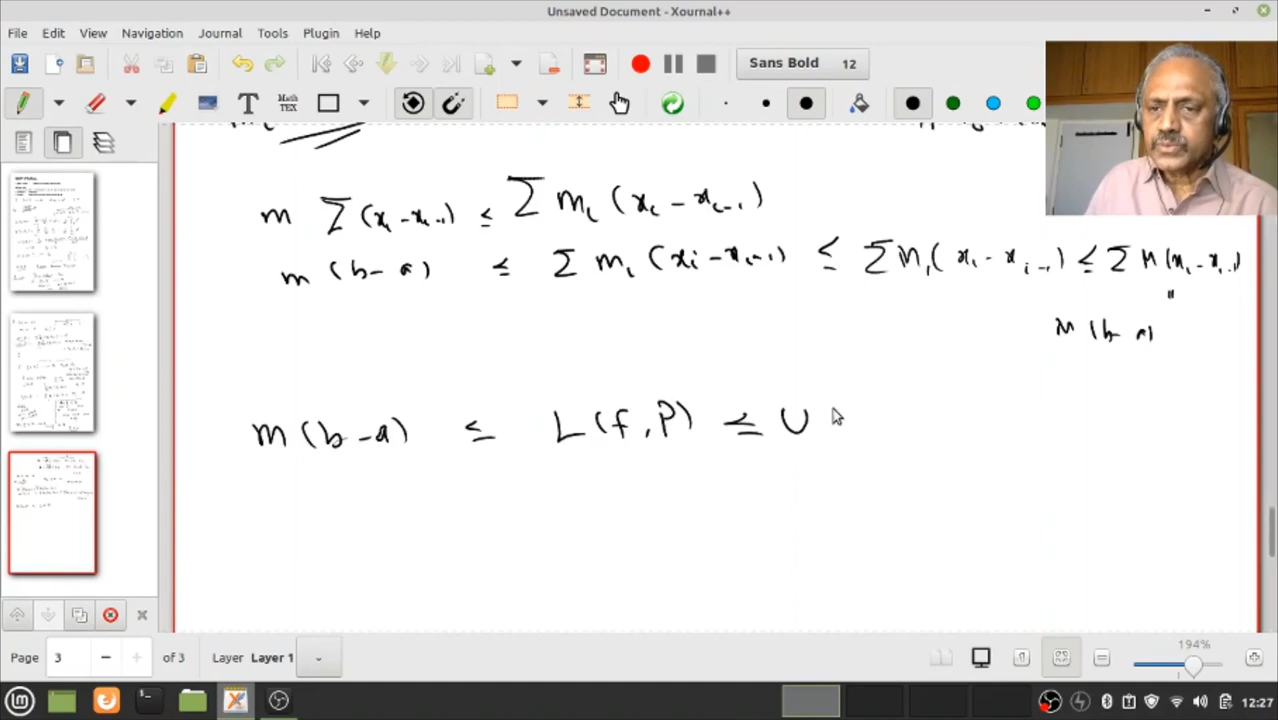 Unsaved Document - Xournal++
File Edit View Navigation Journal Tools Plugin Help
Sans Bold 12
T Math TEX
m ∑ (xᵢ - xᵢ₋₁) ≤ ∑ mᵢ (xᵢ - xᵢ₋₁)
m (b - a) ≤ ∑ mᵢ (xi - xᵢ₋₁) ≤ ∑ Mᵢ (xᵢ - xᵢ₋₁) ≤ ∑ M (xᵢ - xᵢ₋₁)
"
M (b - a)
m (b - a) ≤ L (f, P) ≤ U
Page 3 of 3 Layer Layer 1 194%
12:27